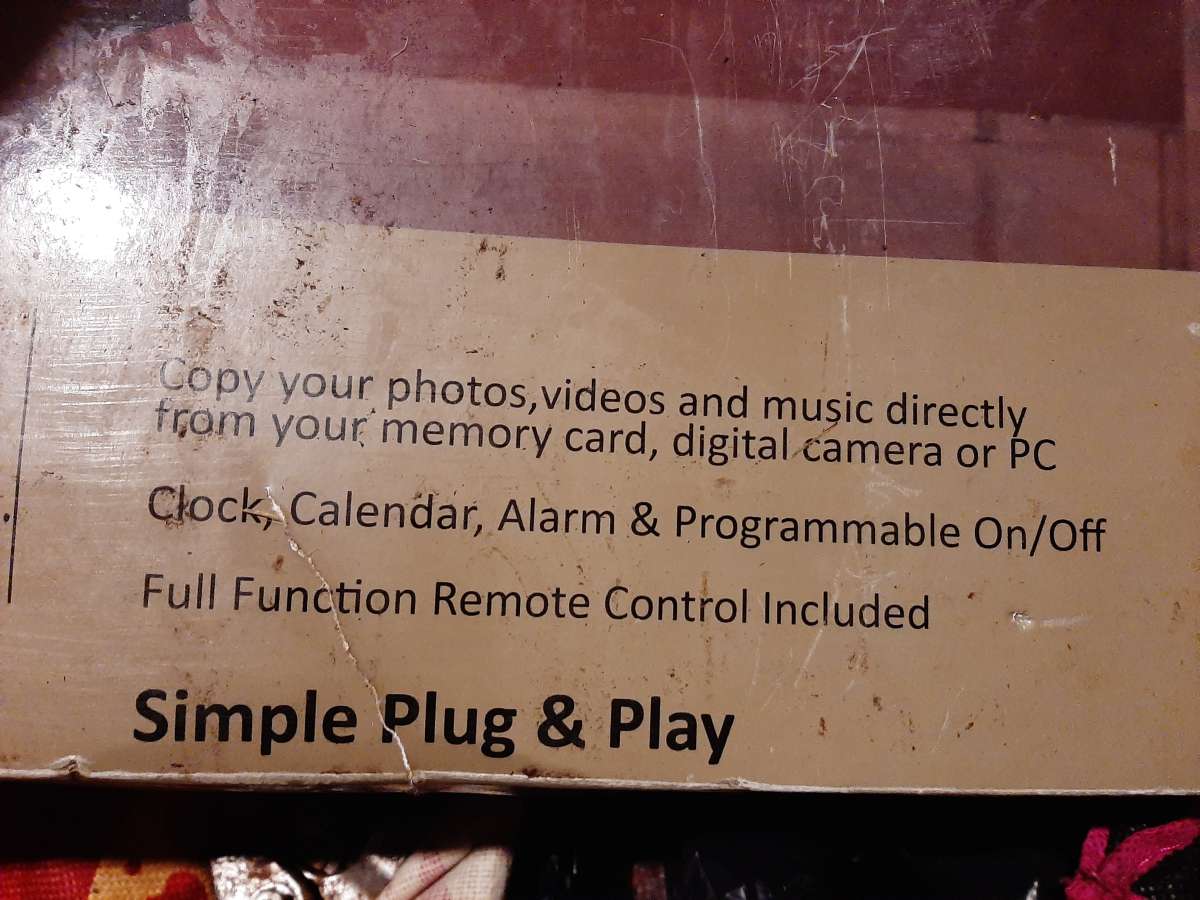 Copy your photos,videos and music directly
from your memory card, digital camera or PC
Clock, Calendar, Alarm & Programmable On/Off
Full Function Remote Control Included
Simple Plug & Play